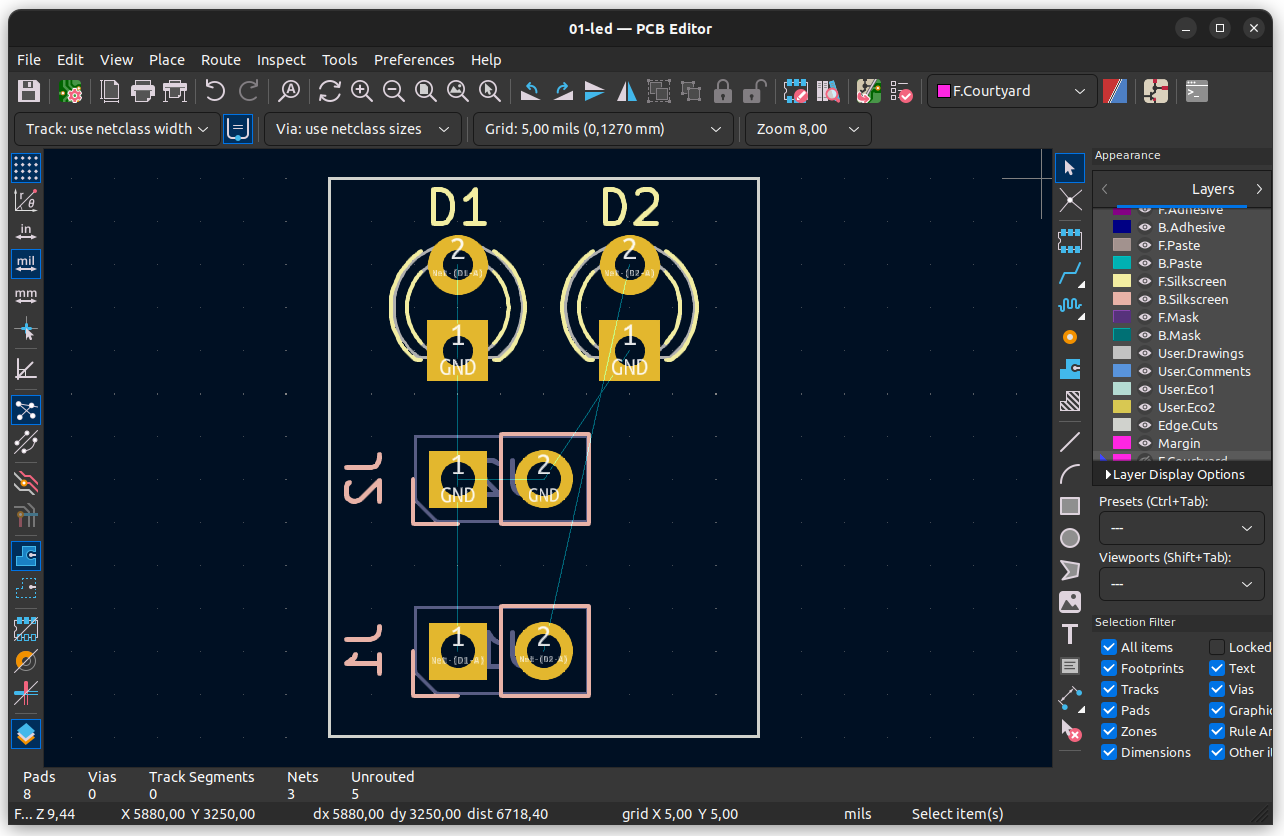 01-led — PCB Editor
File Edit View Place Route Inspect Tools Preferences Help
F.Courtyard
Track: use netclass width
Via: use netclass sizes
Grid: 5,00 mils (0,1270 mm)
Zoom 8,00
in
mil
mm
D1
D2
2
Net-(D1-A)
2
Net-(D2-A)
1
GND
1
GND
J2
1
GND
2
GND
J1
1
Net-(D1-A)
2
Net-(D2-A)
Appearance
Layers
F.Adhesive
B.Adhesive
F.Paste
B.Paste
F.Silkscreen
B.Silkscreen
F.Mask
B.Mask
User.Drawings
User.Comments
User.Eco1
User.Eco2
Edge.Cuts
Margin
F.Courtyard
Layer Display Options
Presets (Ctrl+Tab):
---
Viewports (Shift+Tab):
---
Selection Filter
All items Locked
Footprints Text
Tracks Vias
Pads Graphic
Zones Rule Ar
Dimensions Other it
Pads Vias Track Segments Nets Unrouted
8 0 0 3 5
F... Z 9,44 X 5880,00 Y 3250,00 dx 5880,00 dy 3250,00 dist 6718,40 grid X 5,00 Y 5,00 mils Select item(s)